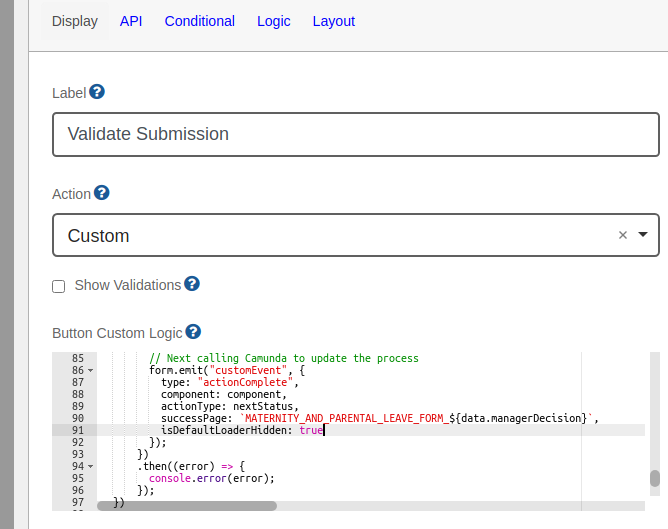 Display API Conditional Logic Layout
Label
Validate Submission
Action
Custom ×
Show Validations
Button Custom Logic
85 // Next calling Camunda to update the process
86 form.emit("customEvent", {
87 type: "actionComplete",
88 component: component,
89 actionType: nextStatus,
90 successPage: `MATERNITY_AND_PARENTAL_LEAVE_FORM_${data.managerDecision}`,
91 isDefaultLoaderHidden: true
92 });
93 })
94 .then((error) => {
95 console.error(error);
96 });
97 })